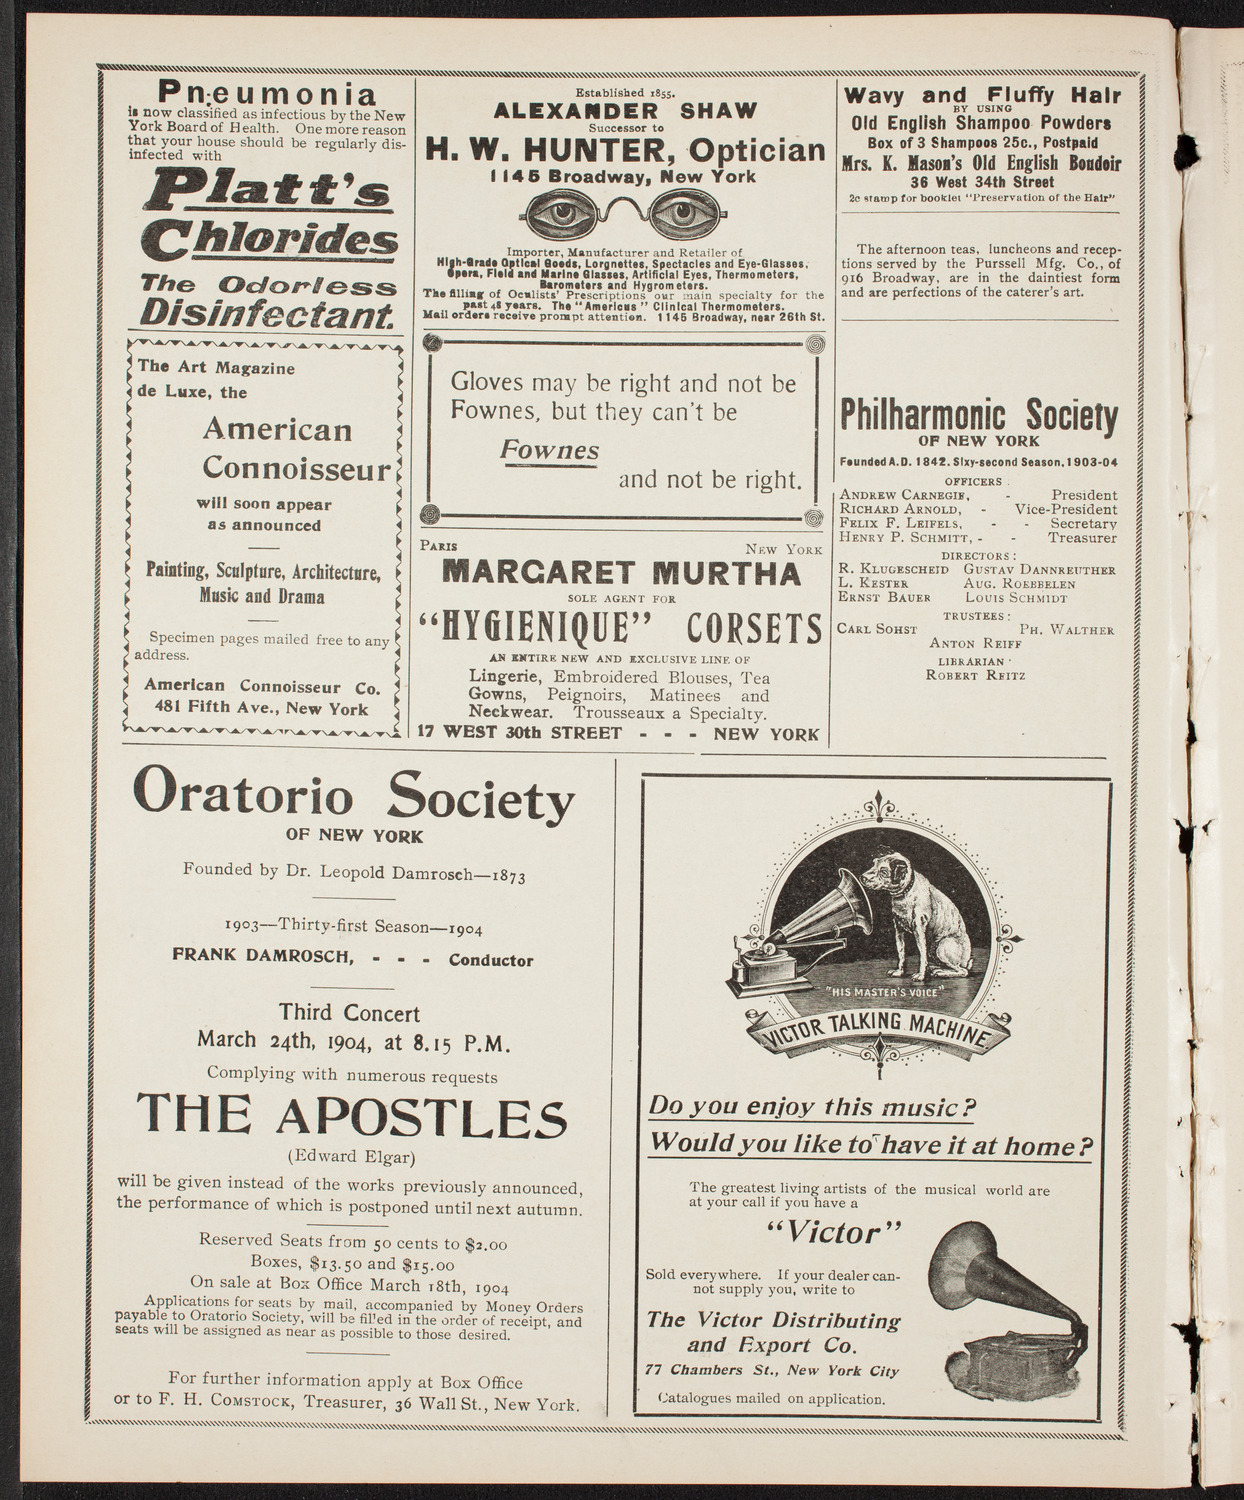 Pneumonia
is now classified as infectious by the New
York Board of Health. One more reason
that your house should be regularly dis-
infected with
Platt's
Chlorides
The Odorless
Disinfectant.
The Art Magazine
de Luxe, the
American
Connoisseur
will soon appear
as announced
Painting, Sculpture, Architecture,
Music and Drama
Specimen pages mailed free to any
address.
American Connoisseur Co.
481 Fifth Ave., New York
Established 1855.
ALEXANDER SHAW
Successor to
H. W. HUNTER, Optician
1145 Broadway, New York
Importer, Manufacturer and Retailer of
High-Grade Optical Goods, Lorgnettes, Spectacles and Eye-Glasses,
Opera, Field and Marine Glasses, Artificial Eyes, Thermometers,
Barometers and Hygrometers.
The filling of Oculists' Prescriptions our main specialty for the
past 48 years. The "Americus" Clinical Thermometers.
Mail orders receive prompt attention. 1145 Broadway, near 26th St.
Gloves may be right and not be
Fownes, but they can't be
Fownes
and not be right.
PARIS NEW YORK
MARGARET MURTHA
SOLE AGENT FOR
"HYGIENIQUE" CORSETS
AN ENTIRE NEW AND EXCLUSIVE LINE OF
Lingerie, Embroidered Blouses, Tea
Gowns, Peignoirs, Matinees and
Neckwear. Trousseaux a Specialty.
17 WEST 30th STREET - - - NEW YORK
Wavy and Fluffy Hair
BY USING
Old English Shampoo Powders
Box of 3 Shampoos 25c., Postpaid
Mrs. K. Mason's Old English Boudoir
36 West 34th Street
2c stamp for booklet "Preservation of the Hair"
The afternoon teas, luncheons and recep-
tions served by the Purssell Mfg. Co., of
916 Broadway, are in the daintiest form
and are perfections of the caterer's art.
Philharmonic Society
OF NEW YORK
Founded A.D. 1842. Sixy-second Season, 1903-04
OFFICERS
ANDREW CARNEGIE, - President
RICHARD ARNOLD, - Vice-President
FELIX F. LEIFELS, - - Secretary
HENRY P. SCHMITT, - - Treasurer
DIRECTORS:
R. KLUGESCHEID GUSTAV DANNREUTHER
L. KESTER AUG. ROEBBELEN
ERNST BAUER LOUIS SCHMIDT
TRUSTEES:
CARL SOHST PH. WALTHER
ANTON REIFF
LIBRARIAN
ROBERT REITZ
Oratorio Society
OF NEW YORK
Founded by Dr. Leopold Damrosch—1873
1903—Thirty-first Season—1904
FRANK DAMROSCH, - - - Conductor
Third Concert
March 24th, 1904, at 8.15 P.M.
Complying with numerous requests
THE APOSTLES
(Edward Elgar)
will be given instead of the works previously announced,
the performance of which is postponed until next autumn.
Reserved Seats from 50 cents to $2.00
Boxes, $13.50 and $15.00
On sale at Box Office March 18th, 1904
Applications for seats by mail, accompanied by Money Orders
payable to Oratorio Society, will be filled in the order of receipt, and
seats will be assigned as near as possible to those desired.
For further information apply at Box Office
or to F. H. COMSTOCK, Treasurer, 36 Wall St., New York.
"HIS MASTER'S VOICE"
VICTOR TALKING MACHINE
Do you enjoy this music?
Would you like to have it at home?
The greatest living artists of the musical world are
at your call if you have a
"Victor"
Sold everywhere. If your dealer can-
not supply you, write to
The Victor Distributing
and Export Co.
77 Chambers St., New York City
Catalogues mailed on application.